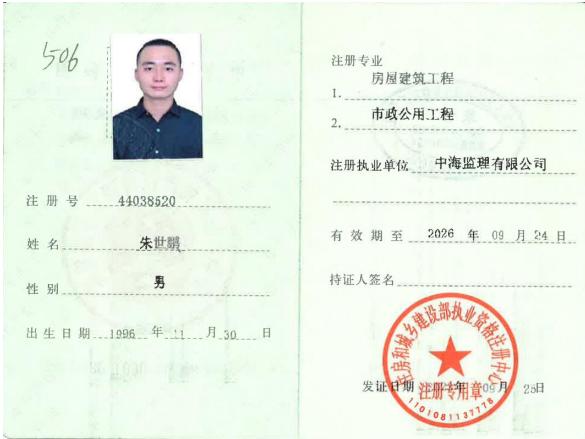 506
注册号 44038520
姓名 朱世鹏
性别 男
出生日期 1996 年 11 月 30 日
注册专业
1. 房屋建筑工程
2. 市政公用工程
注册执业单位 中海监理有限公司
有效期至 2026 年 09 月 24 日
持证人签名
住房和城乡建设部执业资格注册中心
注册专用章
1101081137778
发证日期 年 09 月 25日